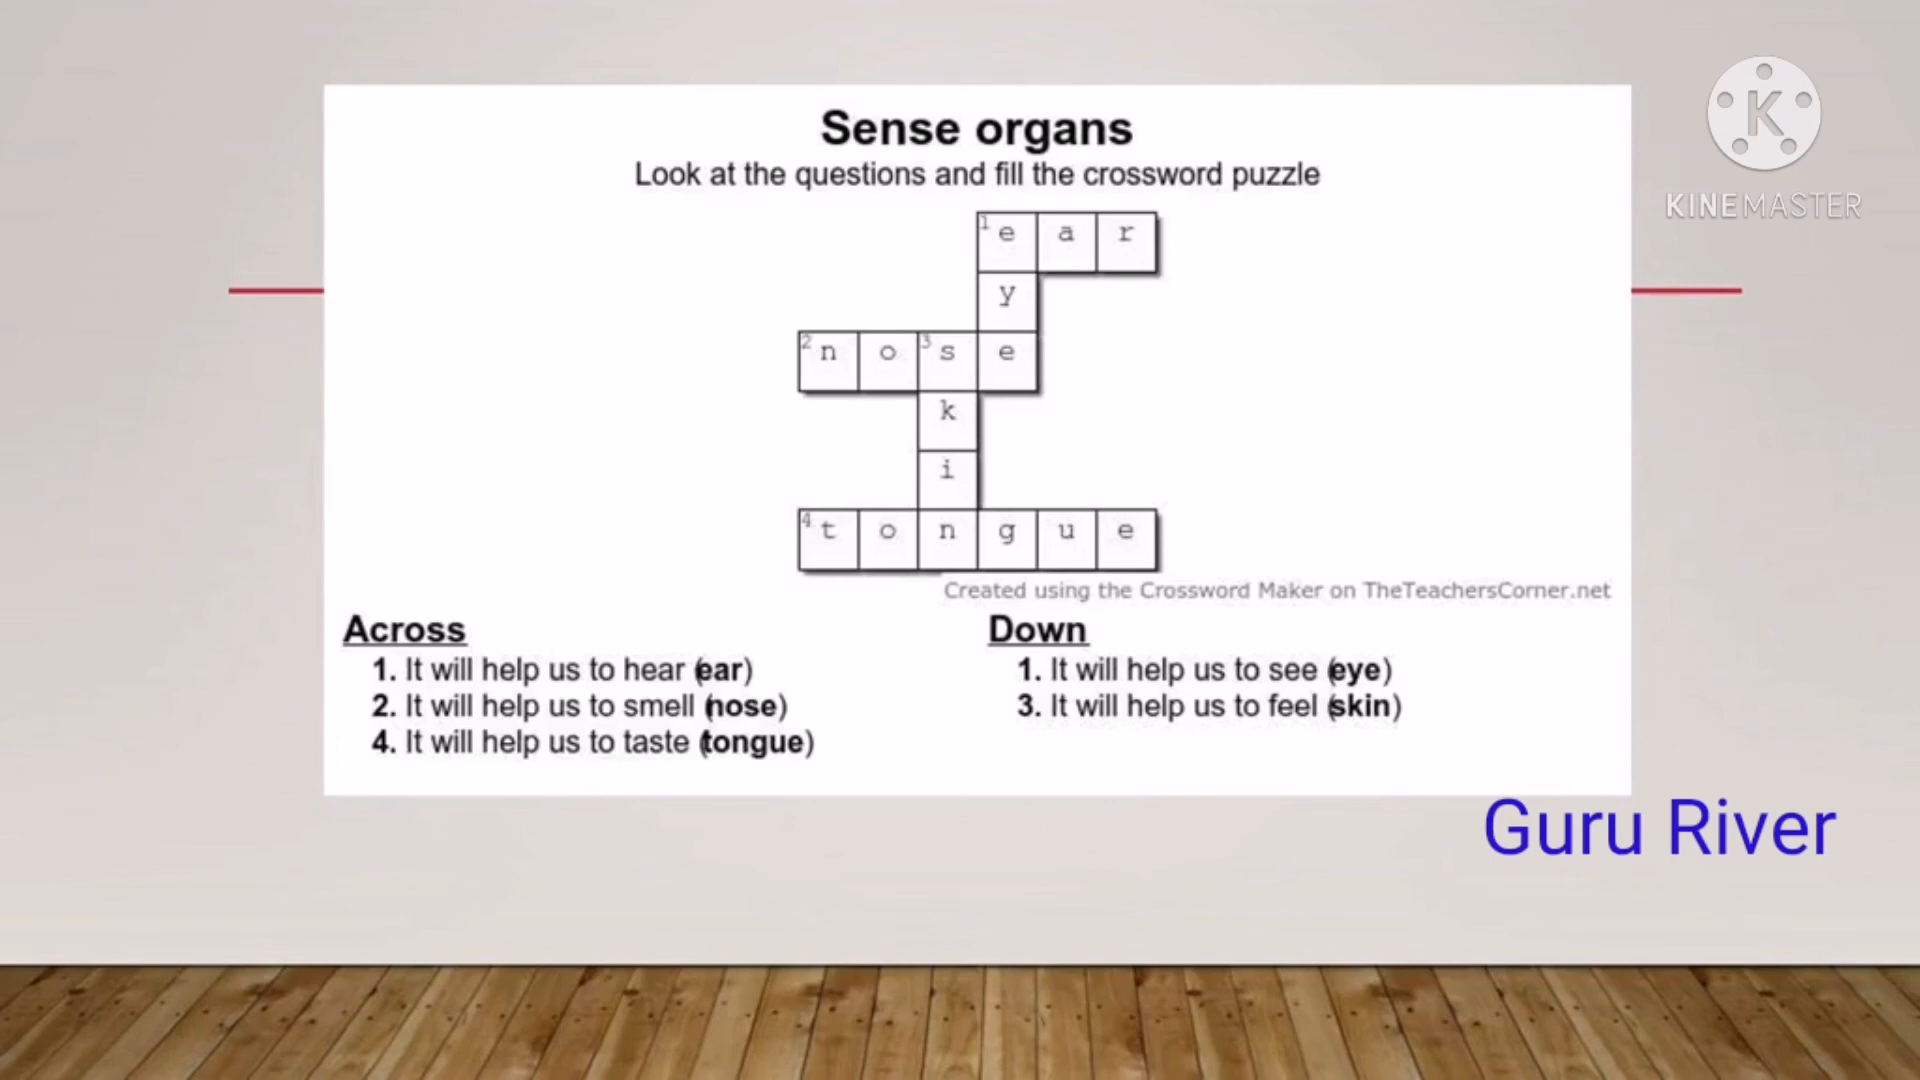 Sense organs
Look at the questions and fill the crossword puzzle
1 e a r
y
2 n o 3 s e
k
i
4 t o n g u e
Created using the Crossword Maker on TheTeachersCorner.net
Across
1. It will help us to hear (ear)
2. It will help us to smell (nose)
4. It will help us to taste (tongue)
Down
1. It will help us to see (eye)
3. It will help us to feel (skin)
K
KINEMASTER
Guru River